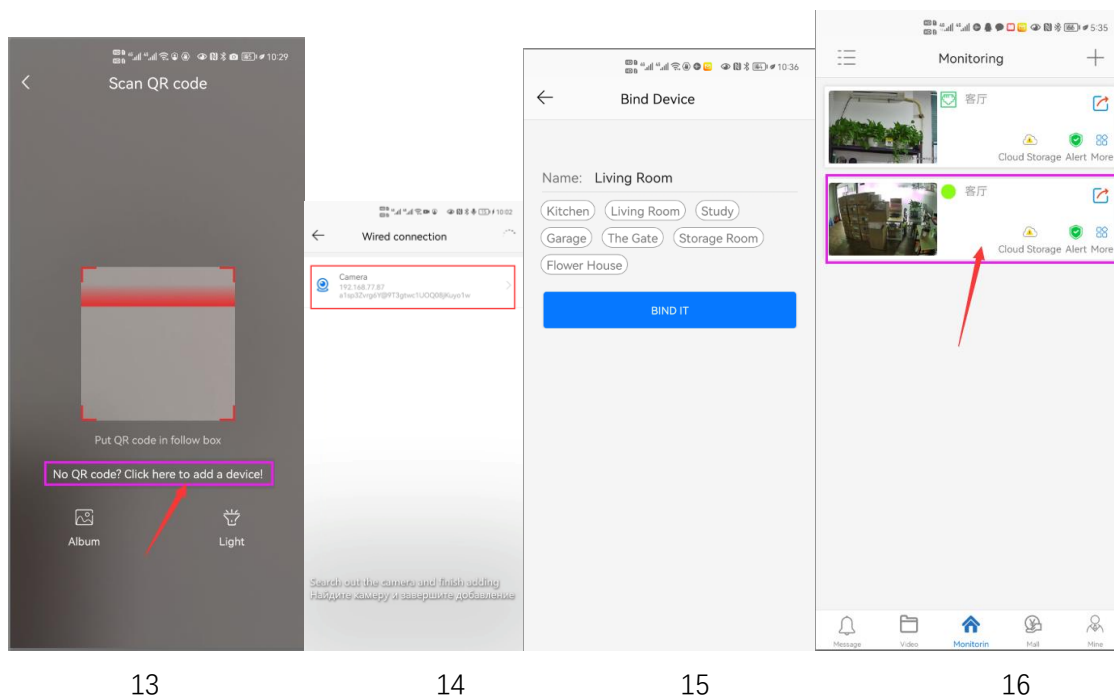 10:29
Scan QR code
Put QR code in follow box
No QR code? Click here to add a device!
Album
Light
13
10:02
Wired connection
Camera
192.168.77.87
Search out the camera and finish adding
Найдите камеру и завершите добавление
14
10:36
Bind Device
Name: Living Room
Kitchen Living Room Study
Garage The Gate Storage Room
Flower House
BIND IT
15
5:35
Monitoring
客厅
Cloud Storage Alert More
客厅
Cloud Storage Alert More
Message Video Monitorin Mall Mine
16